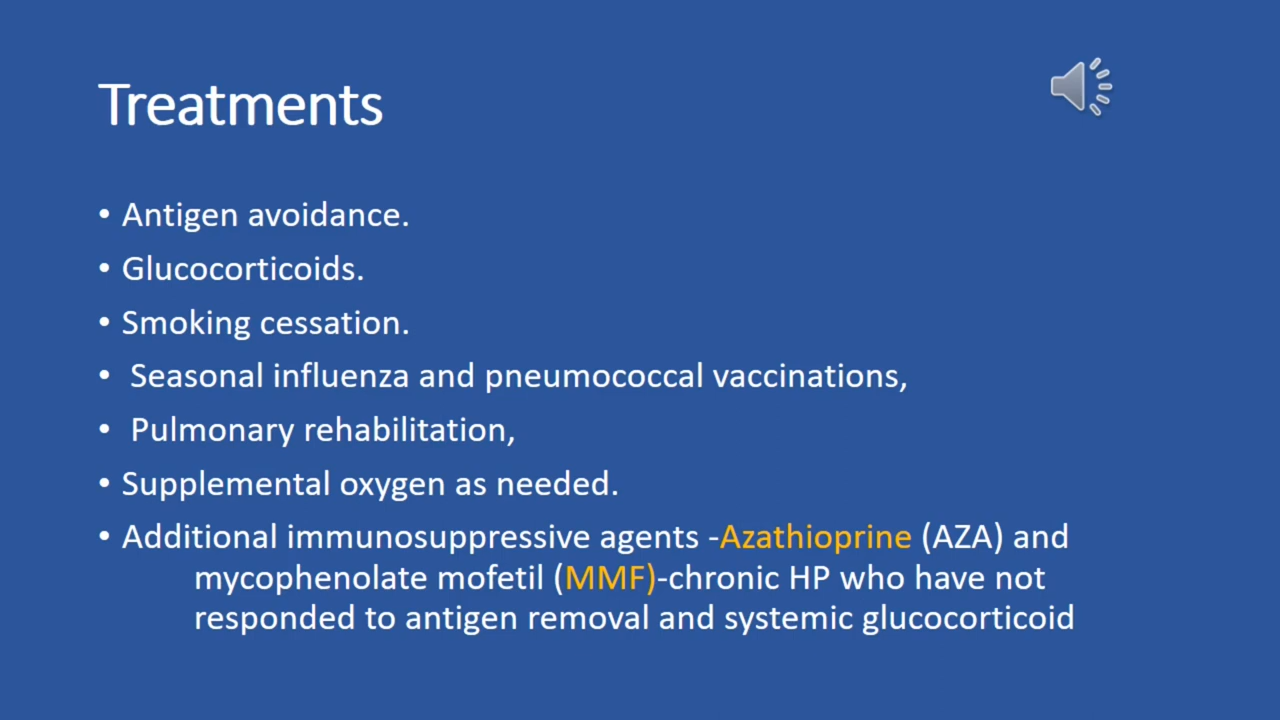 Treatments
• Antigen avoidance.
• Glucocorticoids.
• Smoking cessation.
• Seasonal influenza and pneumococcal vaccinations,
• Pulmonary rehabilitation,
• Supplemental oxygen as needed.
• Additional immunosuppressive agents -Azathioprine (AZA) and
mycophenolate mofetil (MMF)-chronic HP who have not
responded to antigen removal and systemic glucocorticoid